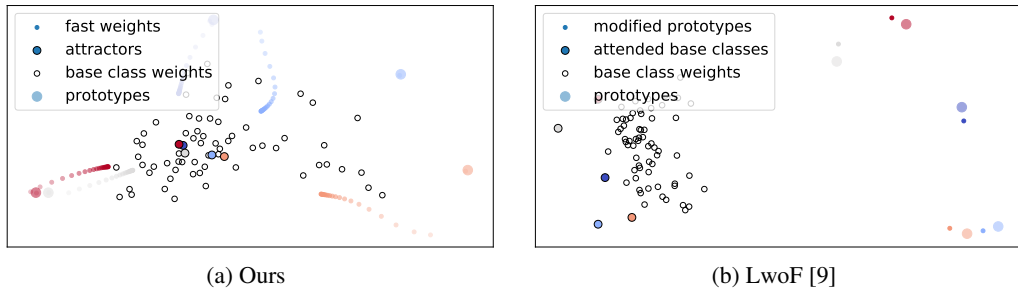 fast weights
attractors
base class weights
prototypes
modified prototypes
attended base classes
base class weights
prototypes
(a) Ours
(b) LwoF [9]